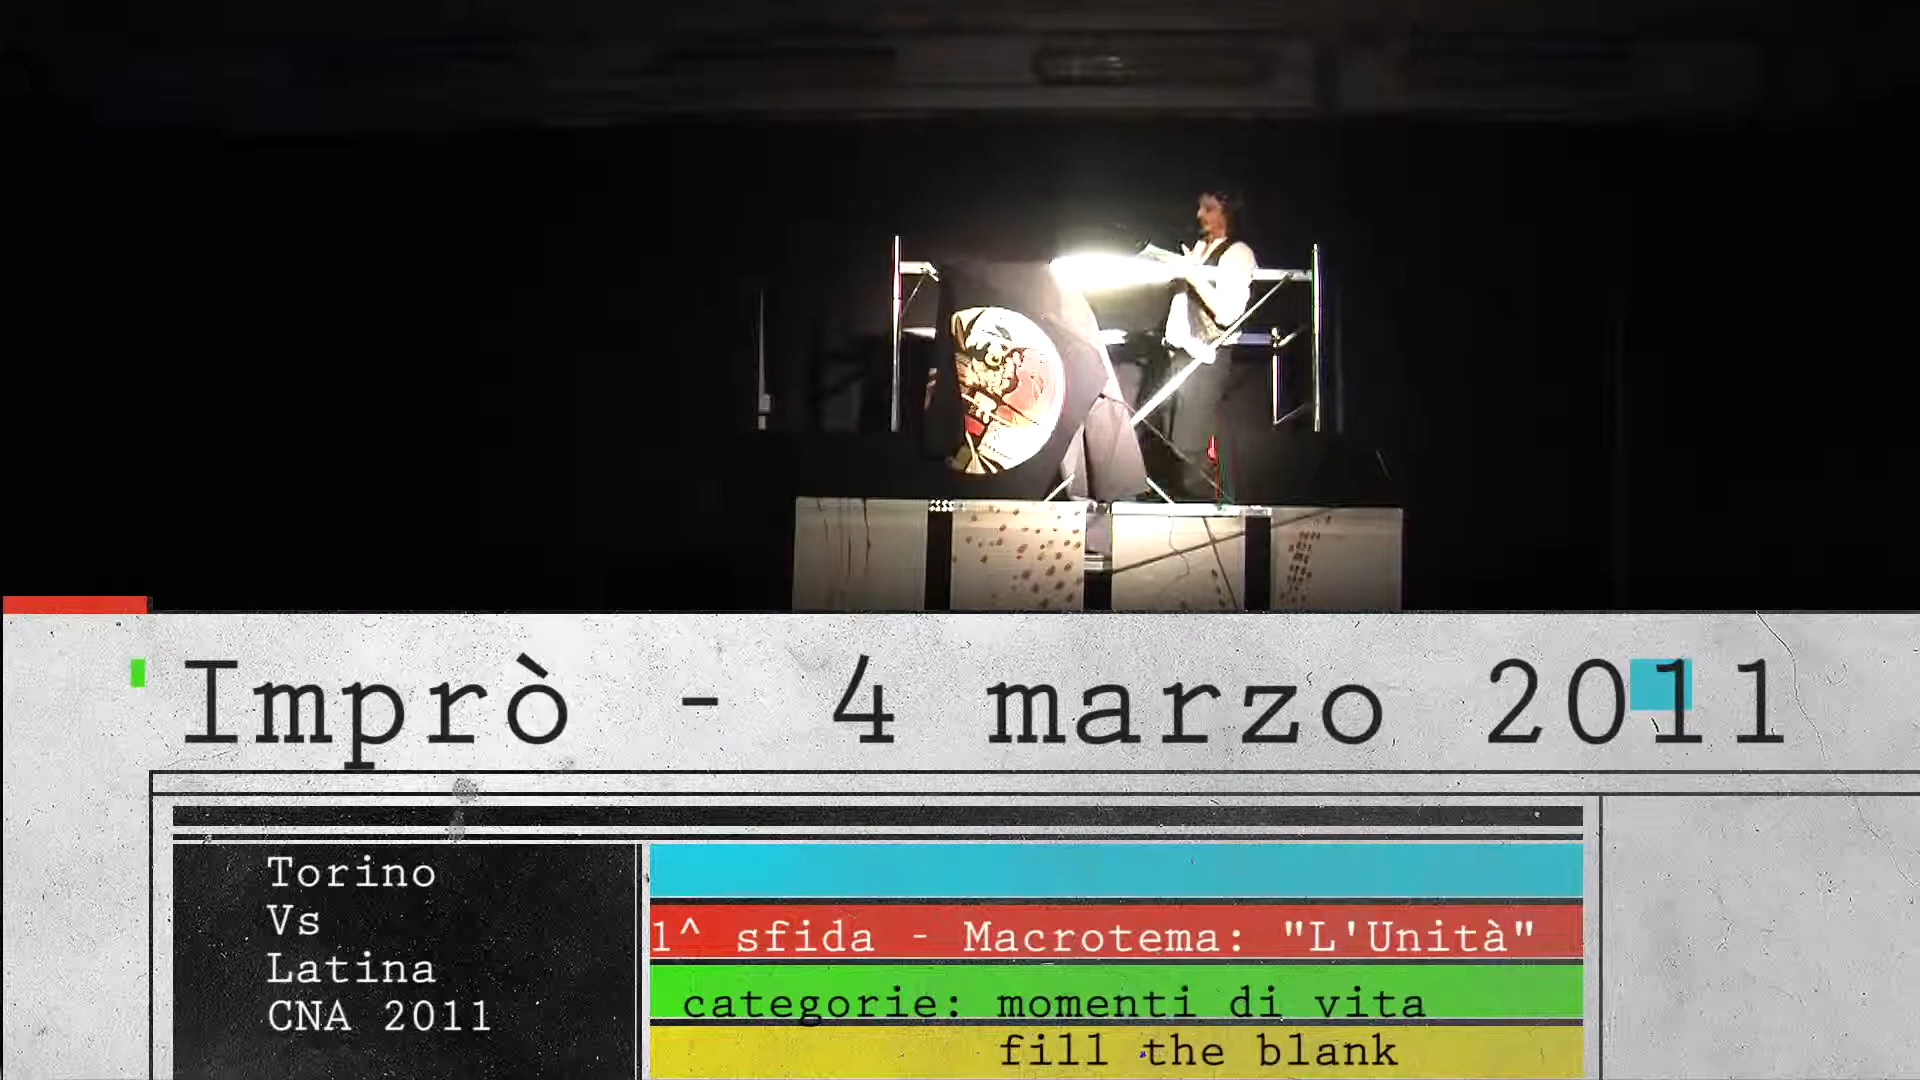 Imprò - 4 marzo 2011
Torino
Vs
Latina
CNA 2011
1^ sfida - Macrotema: "L'Unità"
categorie: momenti di vita
fill the blank